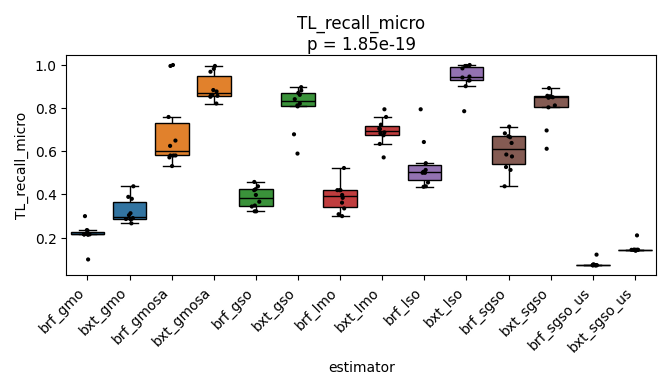 TL_recall_micro
p = 1.85e-19
TL_recall_micro
1.0
0.8
0.6
0.4
0.2
brf_gmo
bxt_gmo
brf_gmosa
bxt_gmosa
brf_gso
bxt_gso
brf_lmo
bxt_lmo
brf_lso
bxt_lso
brf_sgso
bxt_sgso
brf_sgso_us
bxt_sgso_us
estimator